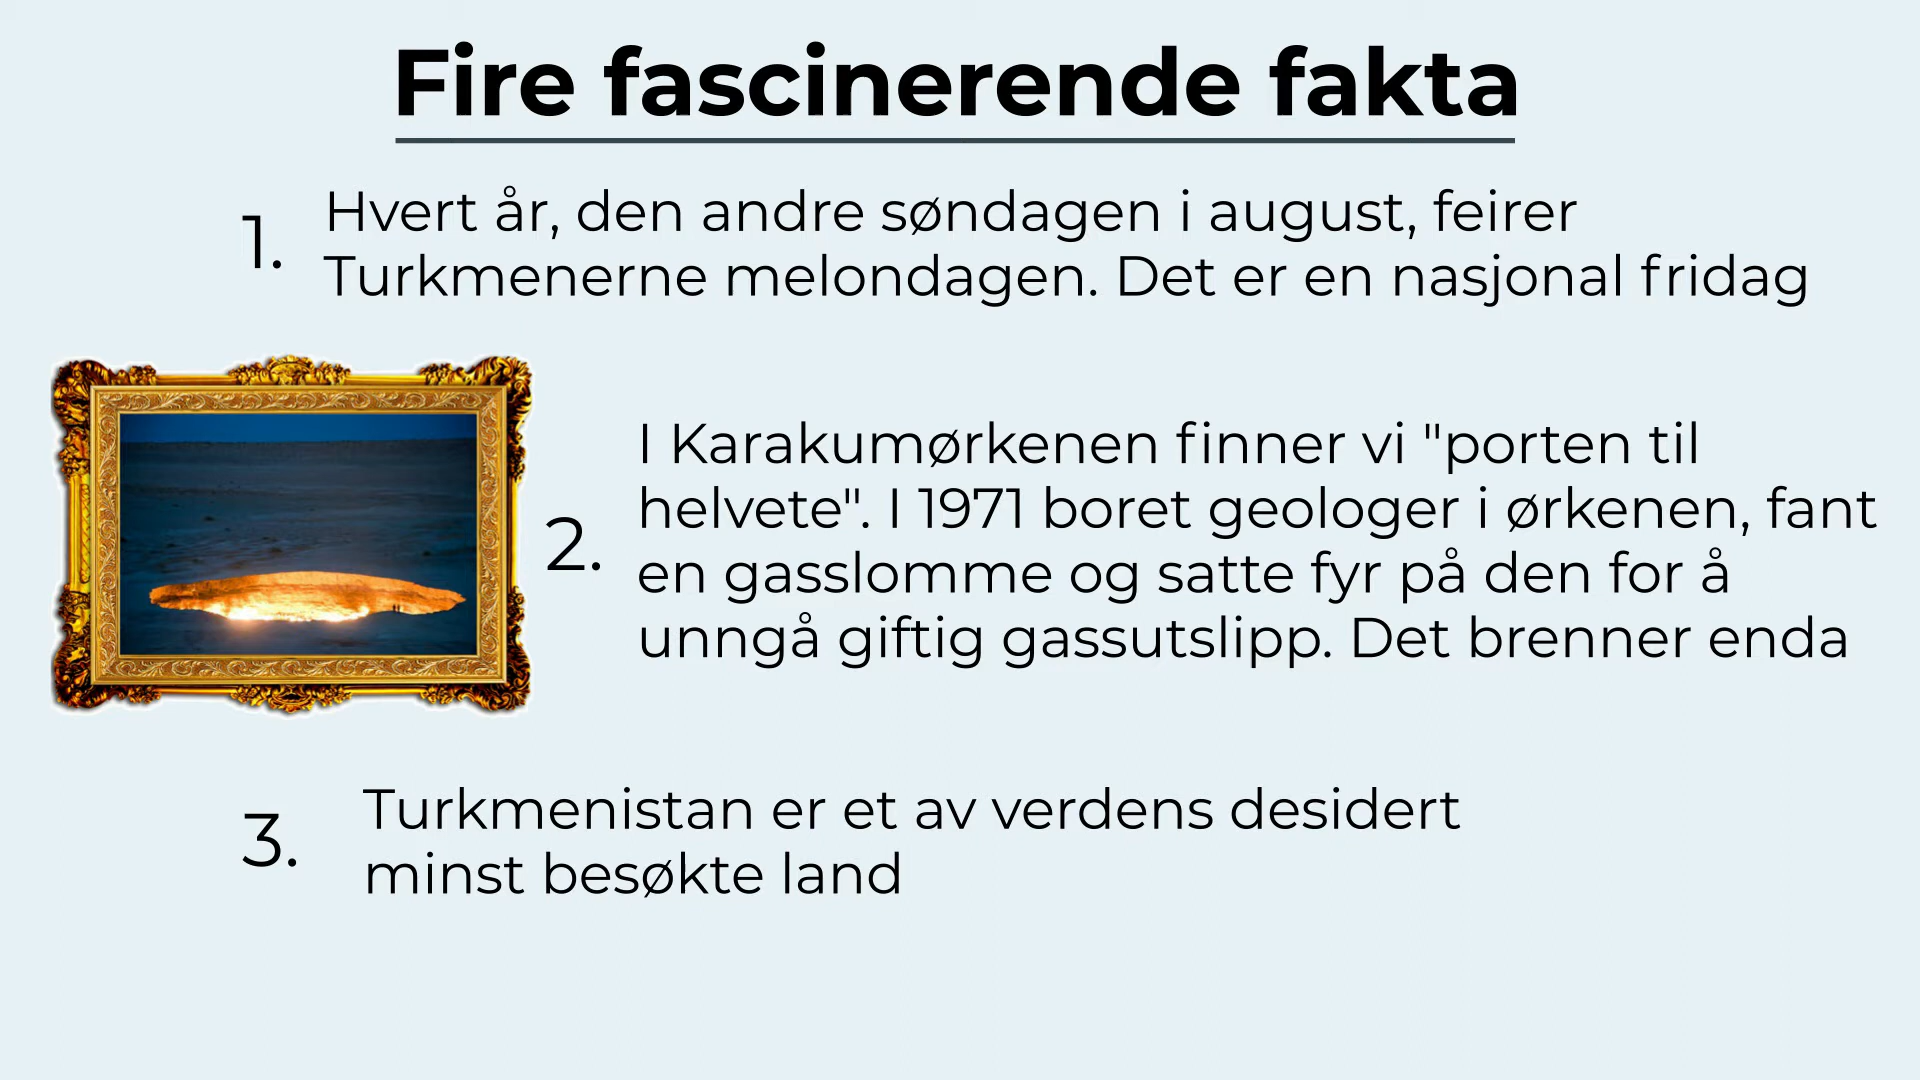 Fire fascinerende fakta
1. Hvert år, den andre søndagen i august, feirer
Turkmenerne melondagen. Det er en nasjonal fridag
2. I Karakumørkenen finner vi "porten til
helvete". I 1971 boret geologer i ørkenen, fant
en gasslomme og satte fyr på den for å
unngå giftig gassutslipp. Det brenner enda
3. Turkmenistan er et av verdens desidert
minst besøkte land